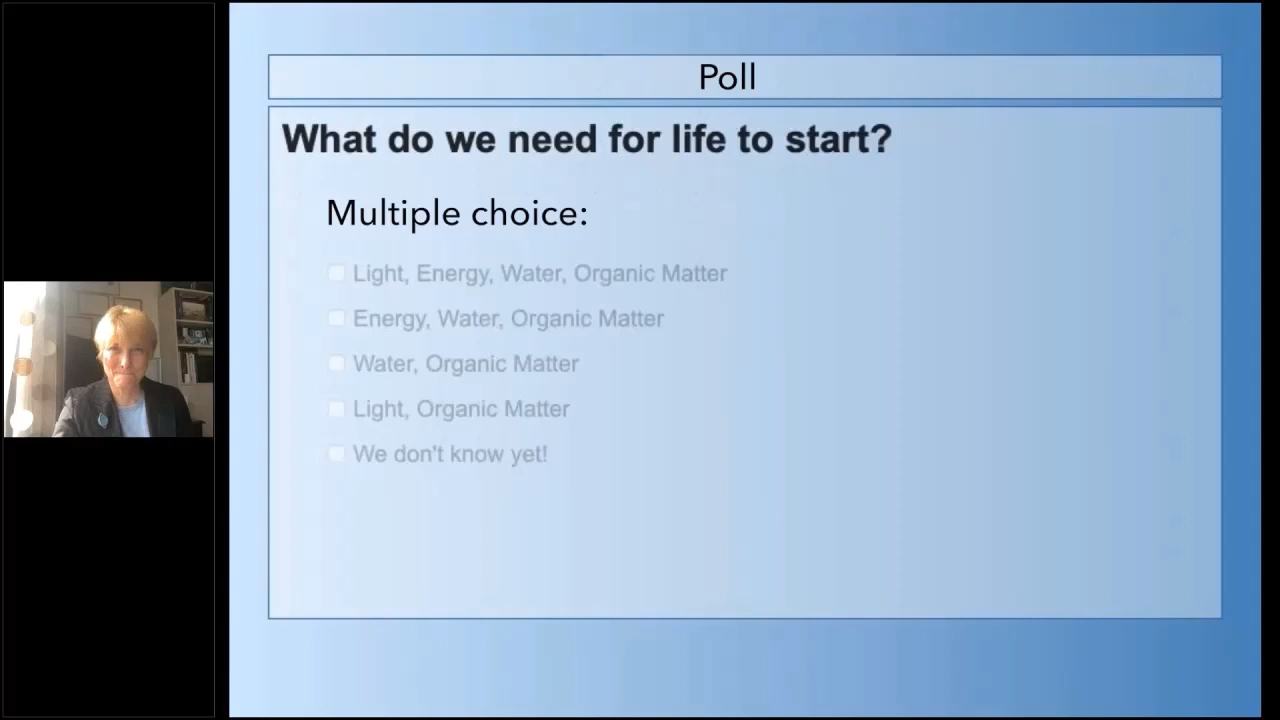 Poll
What do we need for life to start?
Multiple choice:
Light, Energy, Water, Organic Matter
Energy, Water, Organic Matter
Water, Organic Matter
Light, Organic Matter
We don't know yet!